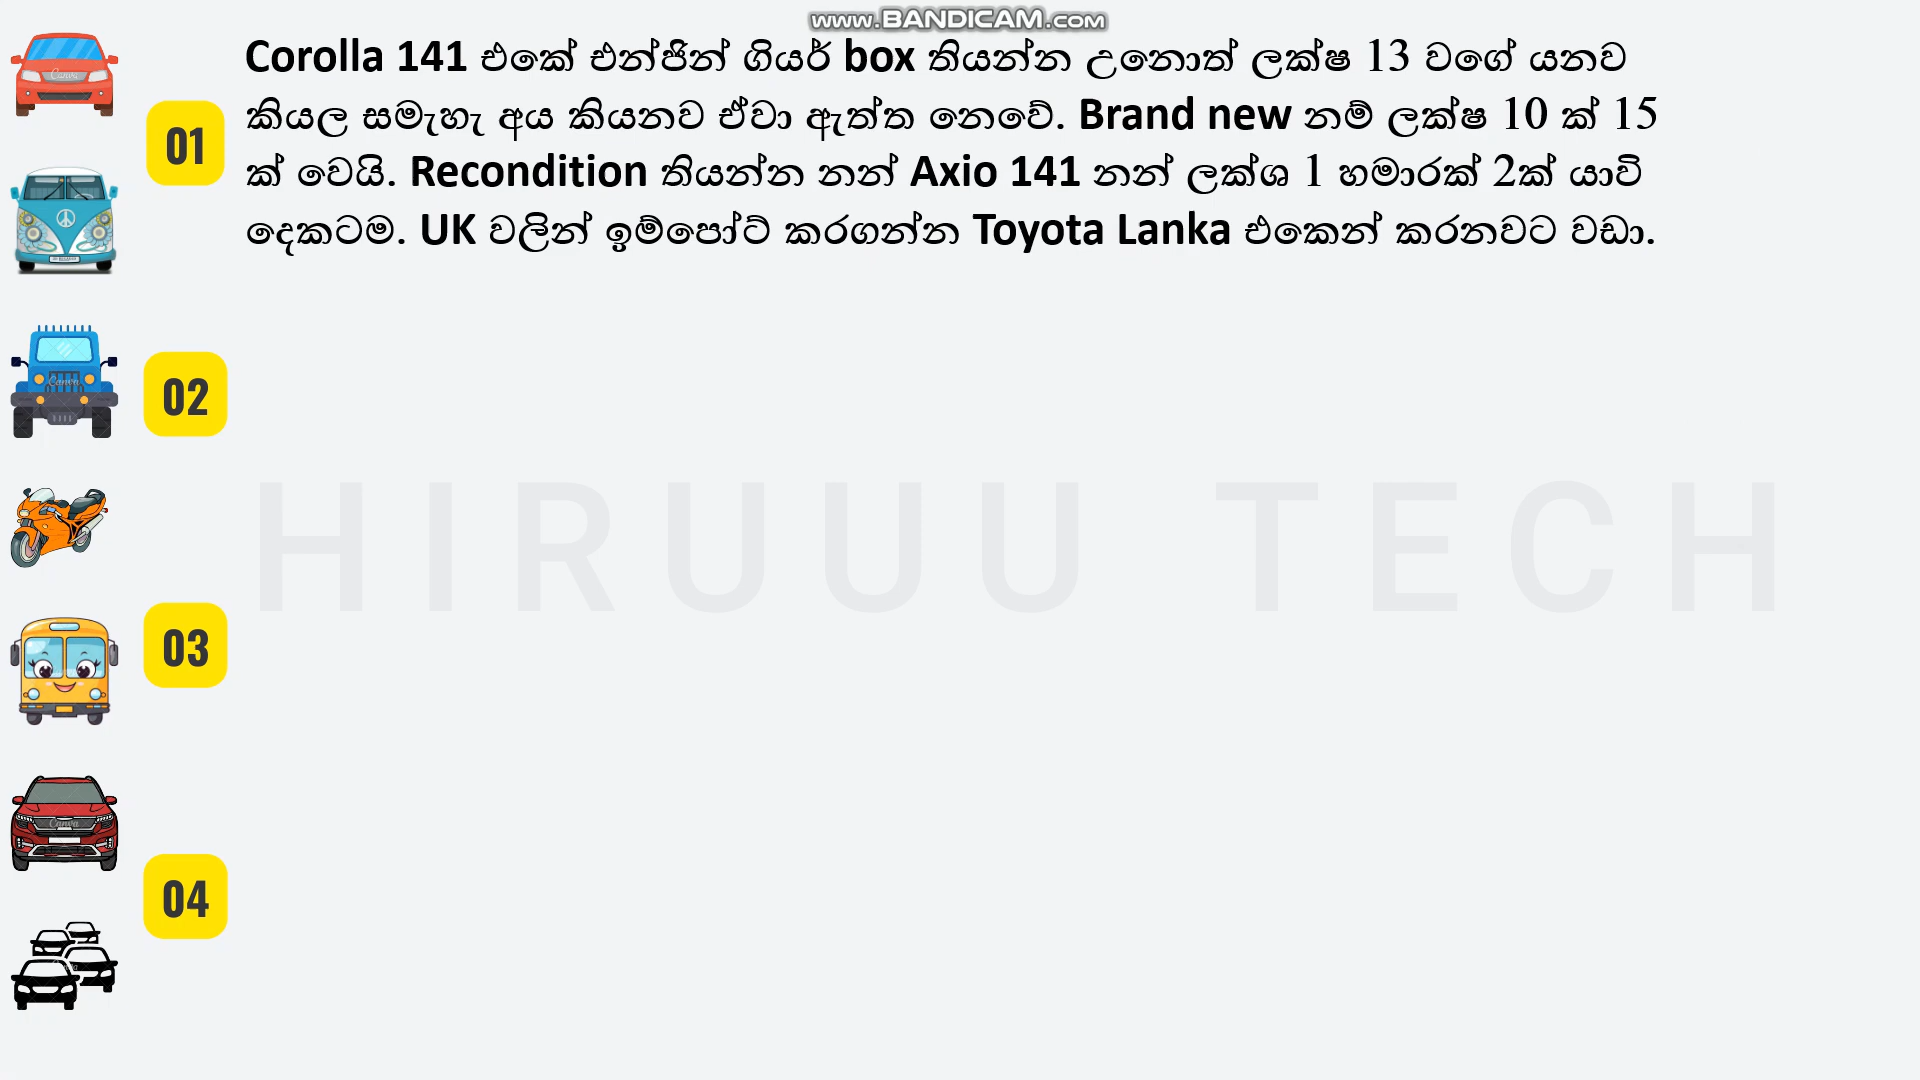 www.BANDICAM.com
Corolla 141 එකේ එන්ජින් ගියර් box තියන්න උනොත් ලක්ෂ 13 වගේ යනව
කියල සමැහැ අය කියනව ඒවා ඇත්ත නෙවේ. Brand new නම් ලක්ෂ 10 ක් 15
ක් වෙයි. Recondition තියන්න නන් Axio 141 නන් ලක්ශ 1 හමාරක් 2ක් යාවි
දෙකටම. UK වලින් ඉම්පෝට් කරගන්න Toyota Lanka එකෙන් කරනවට වඩා.
01
02
HIRUUU TECH
03
04